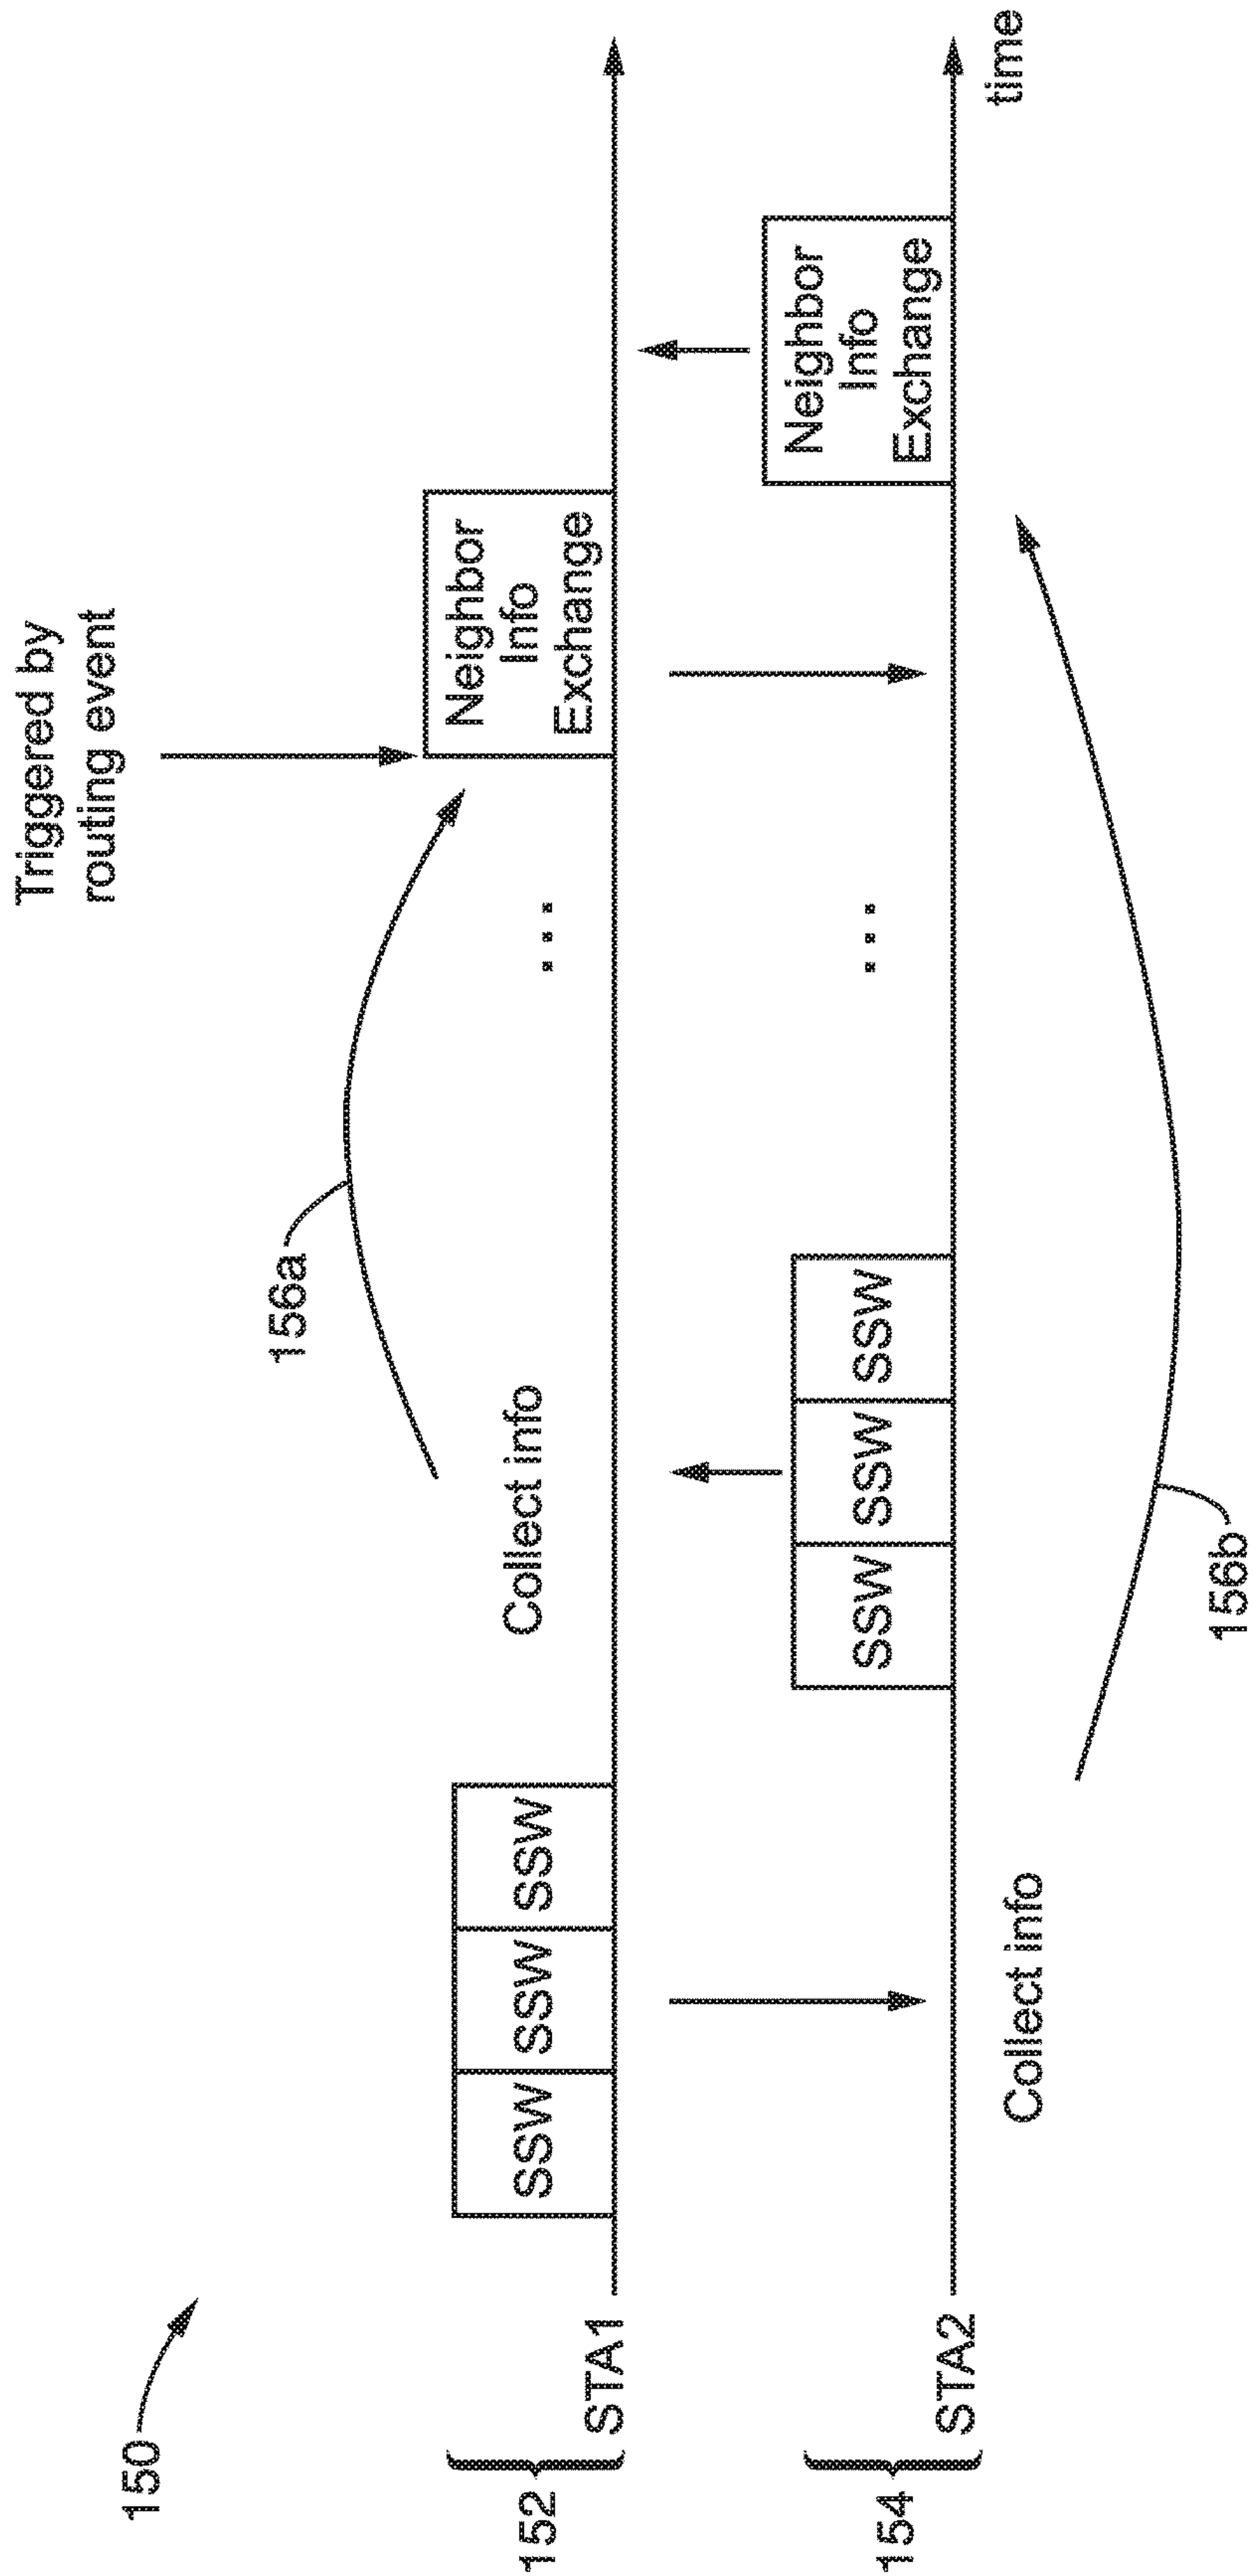 150
Triggered by
routing event
156a
152
STA1
SSW SSW SSW
Collect info
...
Neighbor
Info
Exchange
154
STA2
SSW SSW SSW
...
Neighbor
Info
Exchange
time
Collect info
156b